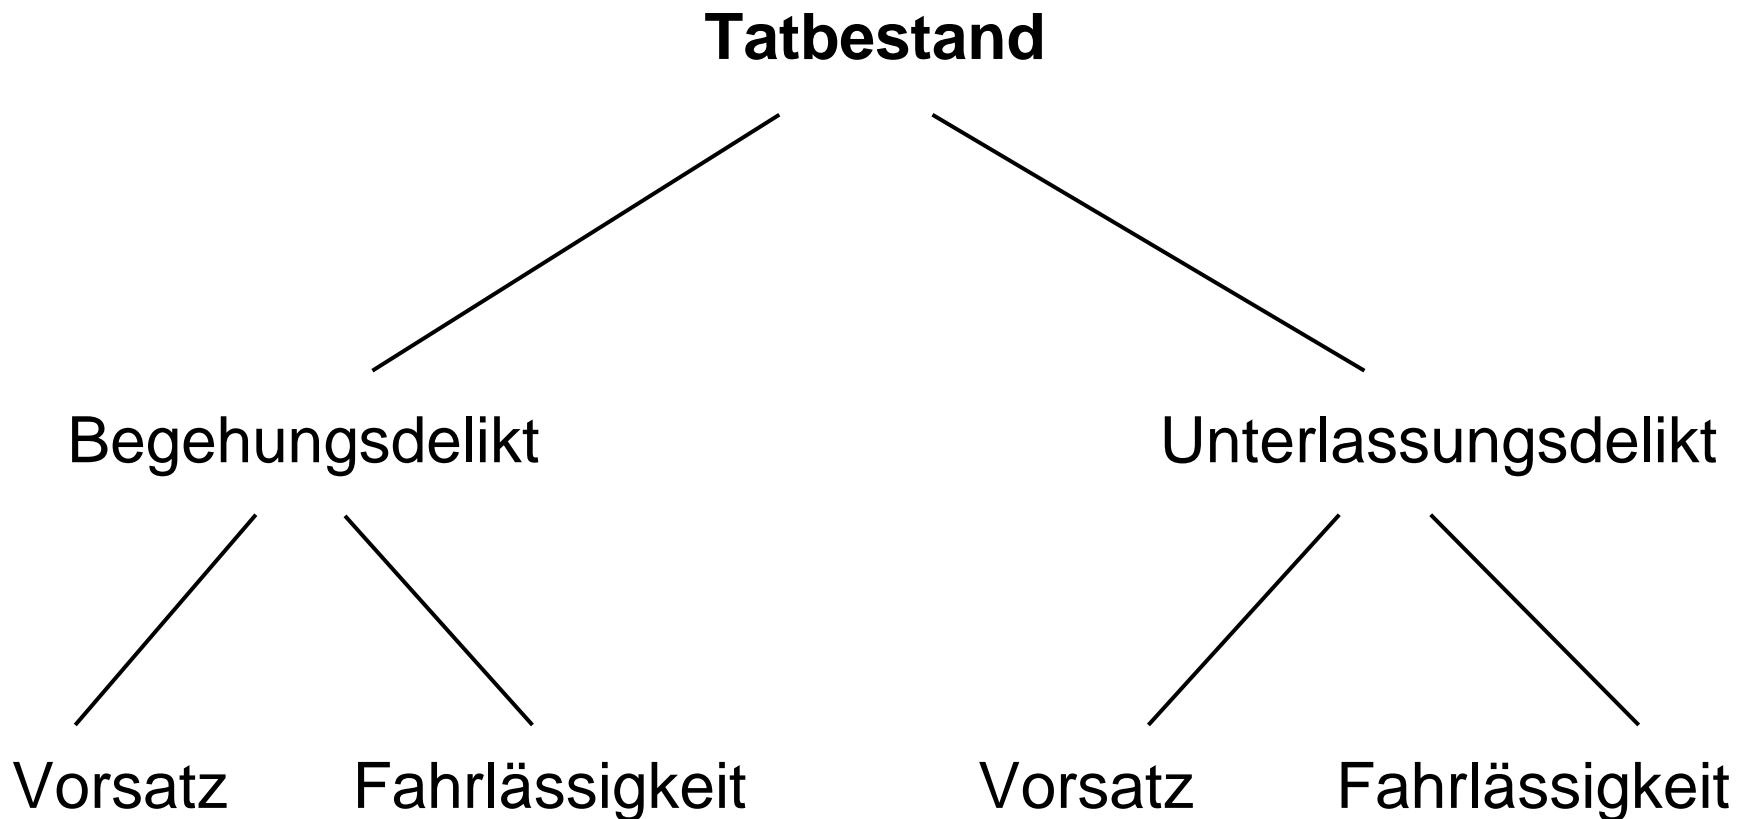 Tatbestand
Begehungsdelikt Unterlassungsdelikt
Vorsatz Fahrlässigkeit Vorsatz Fahrlässigkeit